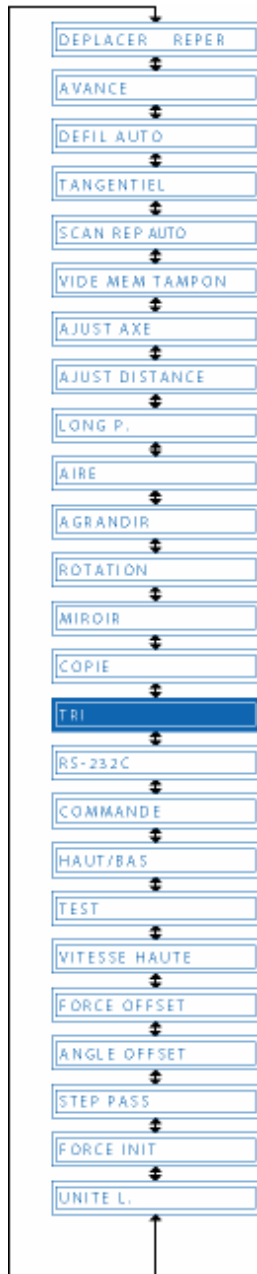 DEPLACER REPER
AVANCE
DEFIL AUTO
TANGENTIEL
SCAN REP AUTO
VIDE MEM TAMPON
AJUST AXE
AJUST DISTANCE
LONG P.
AIRE
AGRANDIR
ROTATION
MIROIR
COPIE
TRI
RS-232C
COMMANDE
HAUT/BAS
TEST
VITESSE HAUTE
FORCE OFFSET
ANGLE OFFSET
STEP PASS
FORCE INIT
UNITE L.